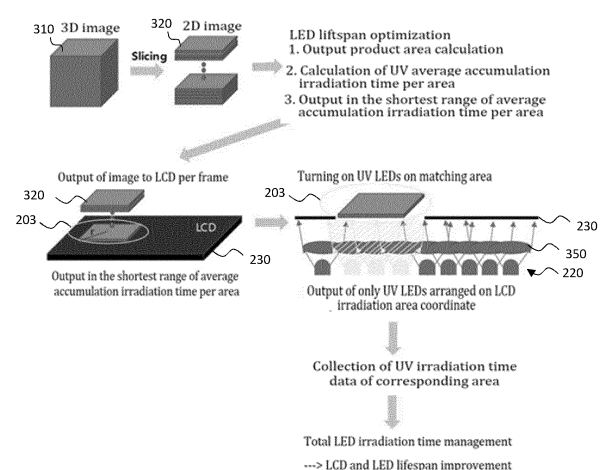 3D image
310
2D image
320
Slicing
LED liftspan optimization
1. Output product area calculation
2. Calculation of UV average accumulation
irradiation time per area
3. Output in the shortest range of average
accumulation irradiation time per area
Output of image to LCD per frame
320
203
LCD
230
Output in the shortest range of average
accumulation irradiation time per area
Turning on UV LEDs on matching area
203
230
350
220
Output of only UV LEDs arranged on LCD
irradiation area coordinate
Collection of UV irradiation time
data of corresponding area
Total LED irradiation time management
---> LCD and LED lifespan improvement